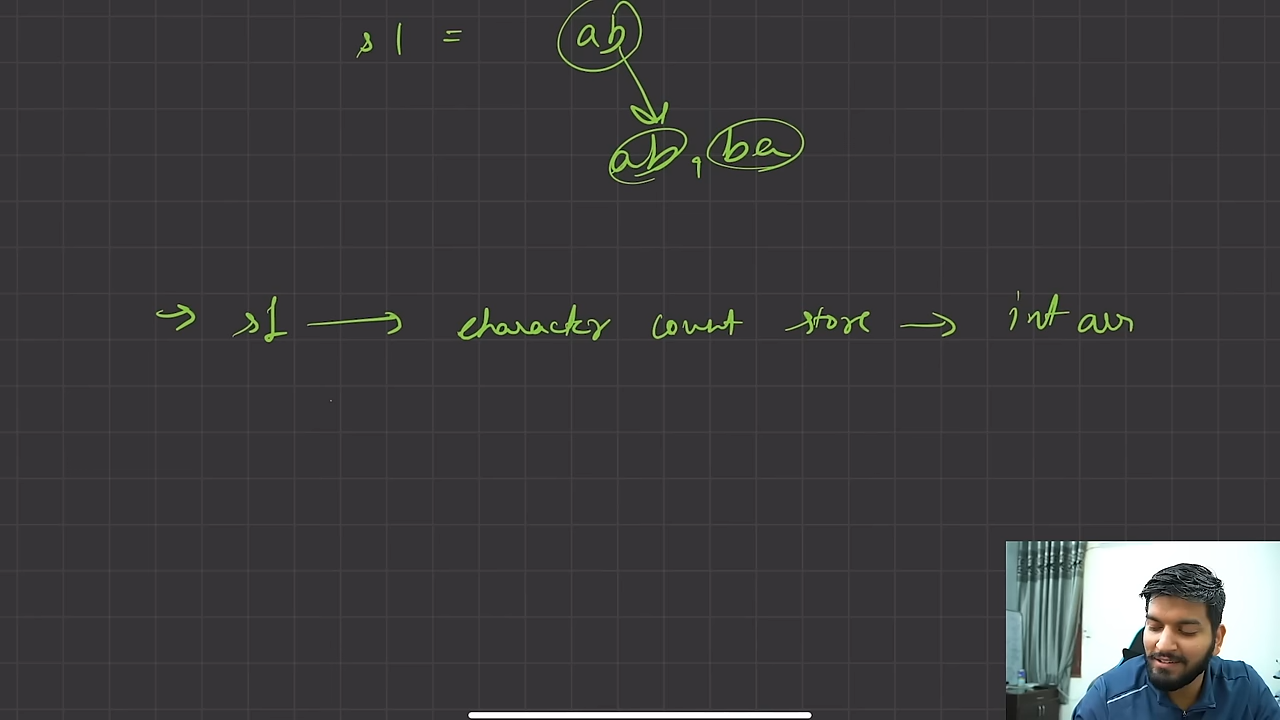 s1 = ab
ab, ba
→ s1 → character count store → int arr